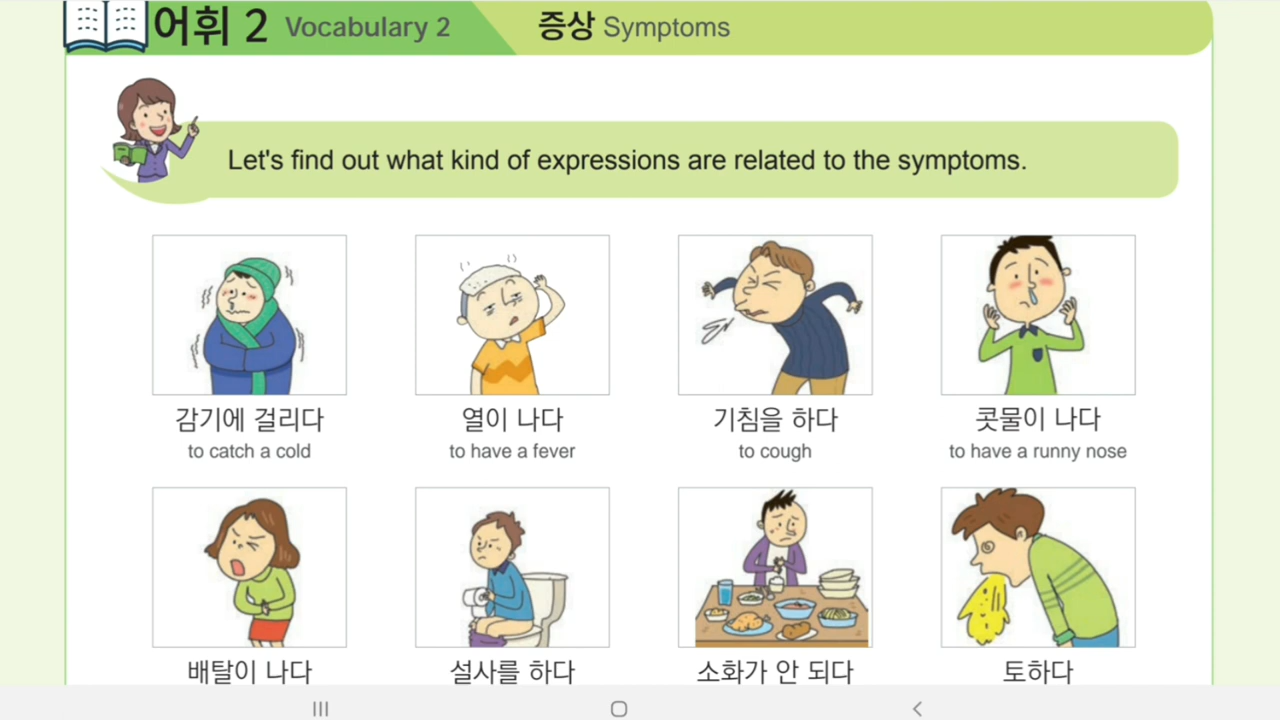 어휘 2 Vocabulary 2 증상 Symptoms
Let's find out what kind of expressions are related to the symptoms.
감기에 걸리다 열이 나다 기침을 하다 콧물이 나다
to catch a cold to have a fever to cough to have a runny nose
배탈이 나다 설사를 하다 소화가 안 되다 토하다